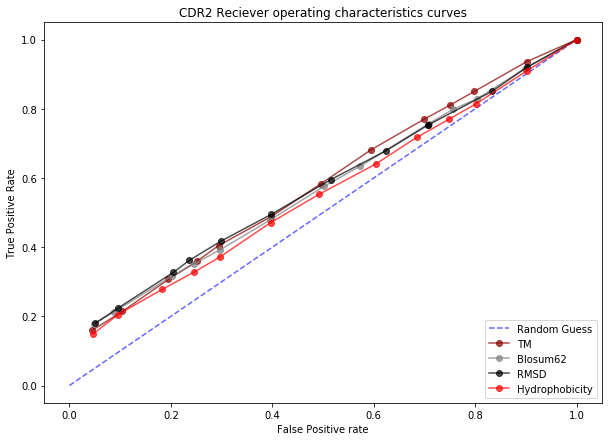 CDR2 Reciever operating characteristics curves
True Positive Rate
1.0
0.8
0.6
0.4
0.2
0.0
0.0 0.2 0.4 0.6 0.8 1.0
False Positive rate
Random Guess
TM
Blosum62
RMSD
Hydrophobicity